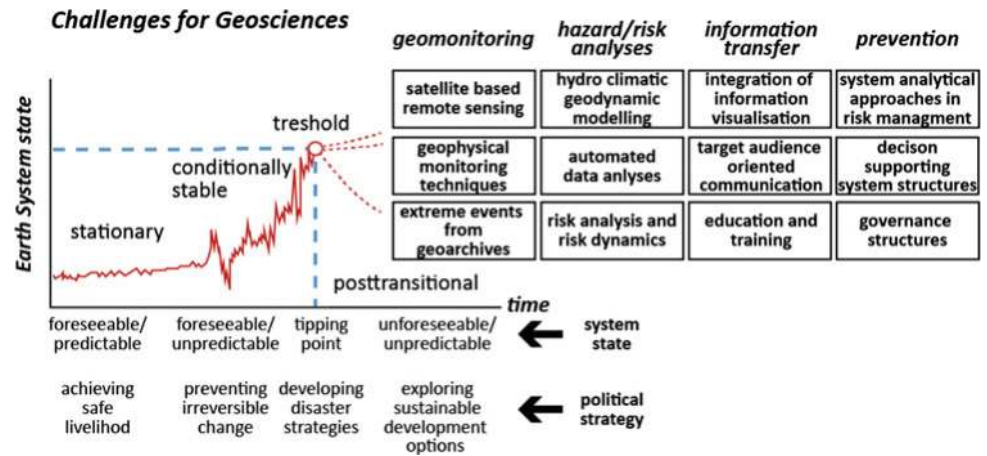 Challenges for Geosciences
geomonitoring
hazard/risk
analyses
information
transfer
prevention
satellite based
remote sensing
hydro climatic
geodynamic
modelling
integration of
information
visualisation
system analytical
approaches in
risk managment
geophysical
monitoring
techniques
automated
data anlyses
target audience
oriented
communication
decison
supporting
system structures
extreme events
from
geoarchives
risk analysis and
risk dynamics
education and
training
governance
structures
Earth System state
treshold
conditionally
stable
stationary
posttransitional
time
foreseeable/
predictable
foreseeable/
unpredictable
tipping
point
unforeseeable/
unpredictable
system
state
achieving
safe
livelihod
preventing
irreversible
change
developing
disaster
strategies
exploring
sustainable
development
options
political
strategy